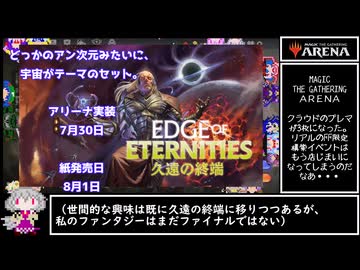 どっかのアン次元みたいに、
宇宙がテーマのセット。
アリーナ実装
7月30日
紙発売日
8月1日
EDGE OF
ETERNITIES
久遠の終端
MAGIC THE GATHERING
ARENA
MAGIC
THE GATHERING
ARENA
クラウドのプレマ
が3枚になった。
リアルのFF限定
構築イベントは
もうおしまいに
なってしまうのだ
なあ・・・
(世間的な興味は既に久遠の終端に移りつつあるが、
私のファンタジーはまだファイナルではない)